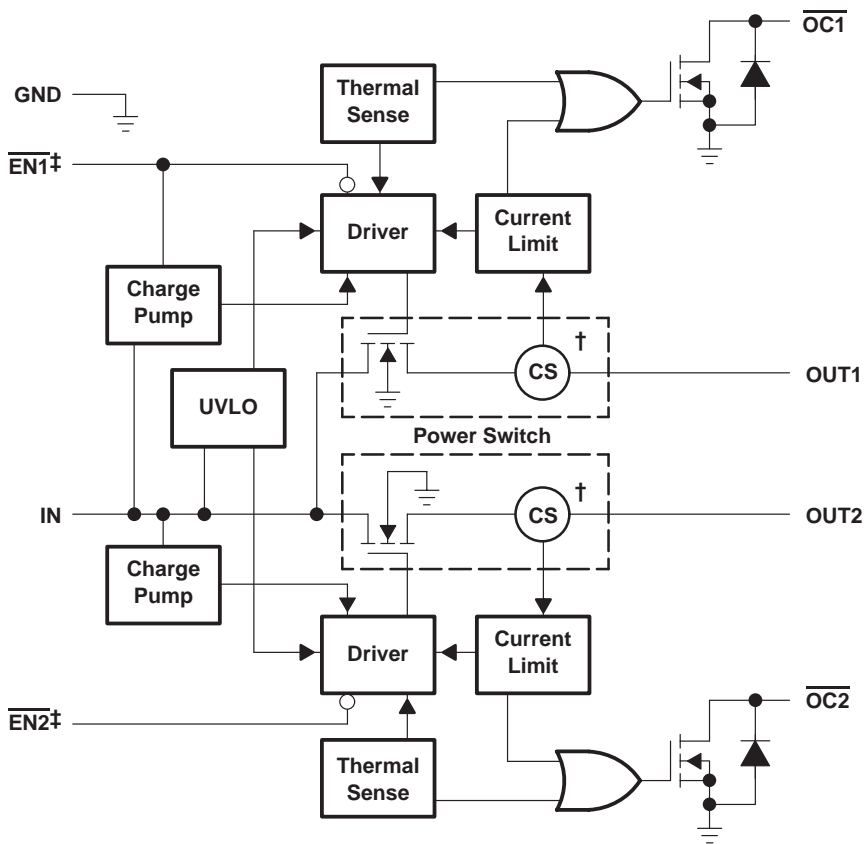 OC1
Thermal
Sense
GND
EN1‡
Driver
Current
Limit
Charge
Pump
†
CS
OUT1
UVLO
Power Switch
†
IN
CS
OUT2
Charge
Pump
Driver
Current
Limit
OC2
EN2‡
Thermal
Sense